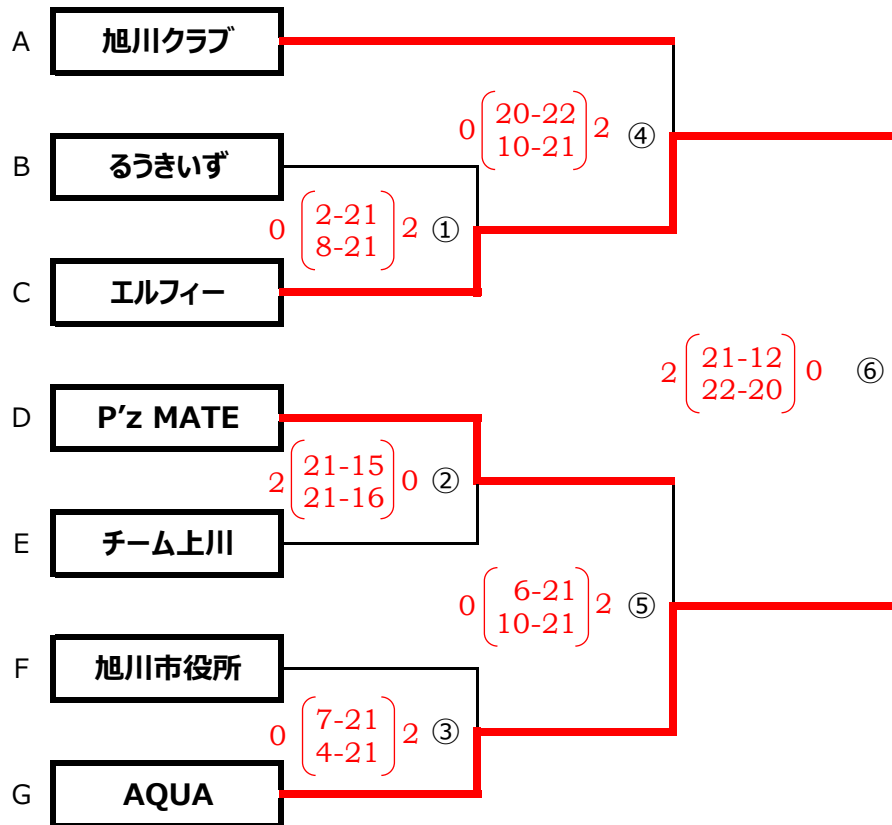 A 旭川クラブ
0 20-22 2 ④
10-21
B るうきいず
0 2-21 2 ①
8-21
C エルフィー
2 21-12 0 ⑥
22-20
D P'z MATE
2 21-15 0 ②
21-16
E チーム上川
0 6-21 2 ⑤
10-21
F 旭川市役所
0 7-21 2 ③
4-21
G AQUA